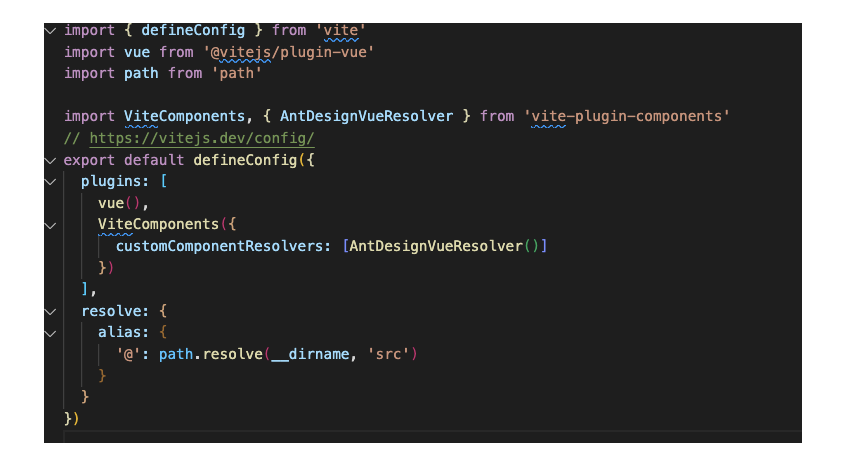 import { defineConfig } from 'vite'
import vue from '@vitejs/plugin-vue'
import path from 'path'
import ViteComponents, { AntDesignVueResolver } from 'vite-plugin-components'
// https://vitejs.dev/config/
export default defineConfig({
  plugins: [
    vue(),
    ViteComponents({
      customComponentResolvers: [AntDesignVueResolver()]
    })
  ],
  resolve: {
    alias: {
      '@': path.resolve(__dirname, 'src')
    }
  }
})